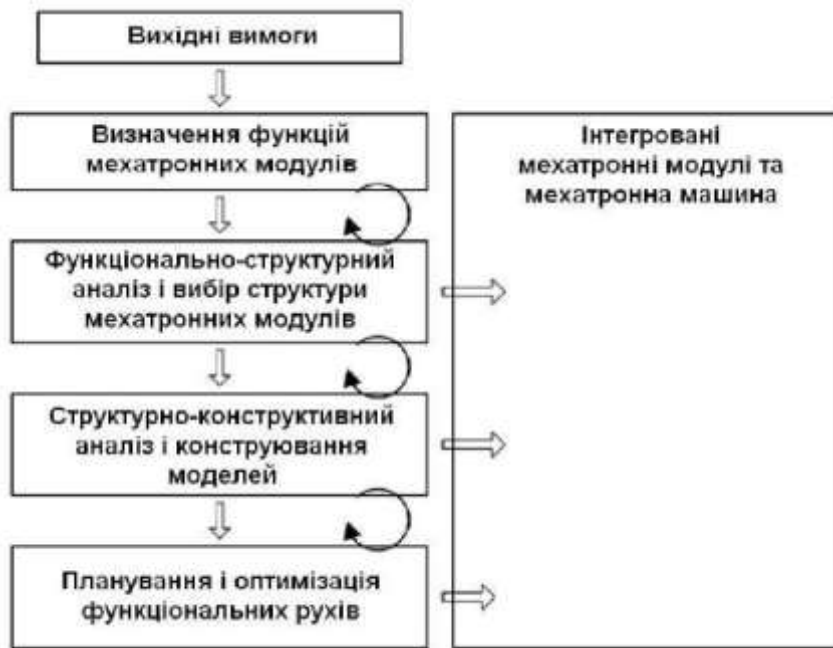 Вихідні вимоги
Визначення функцій
мехатронних модулів
Функціонально-структурний
аналіз і вибір структури
мехатронних модулів
Структурно-конструктивний
аналіз і конструювання
моделей
Планування і оптимізація
функціональних рухів
Інтегровані
мехатронні модулі та
мехатронна машина